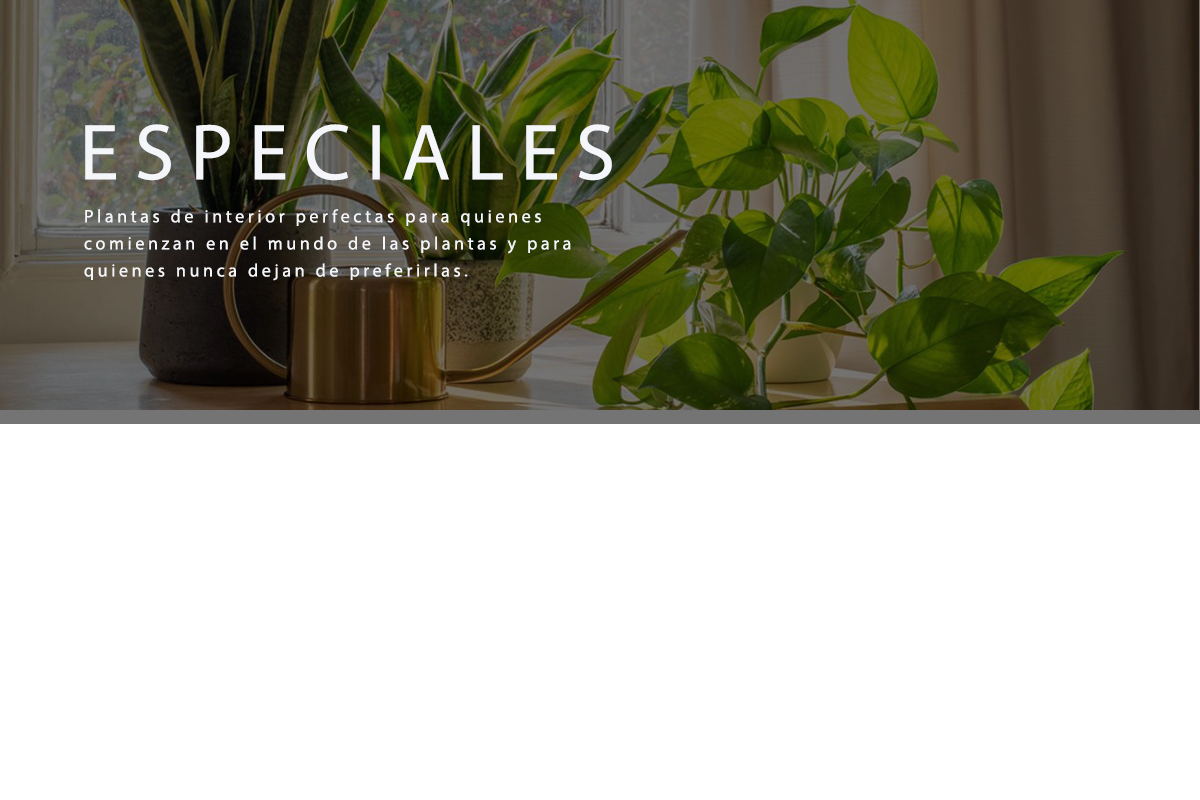 ESPECIALES
Plantas de interior perfectas para quienes
comienzan en el mundo de las plantas y para
quienes nunca dejan de preferirlas.